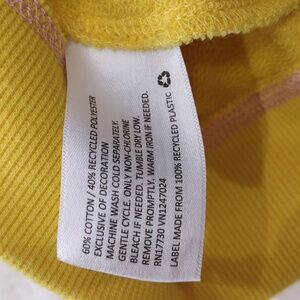 60% COTTON / 40% RECYCLED POLYESTER
EXCLUSIVE OF DECORATION
MACHINE WASH COLD SEPARATELY.
GENTLE CYCLE. ONLY NON-CHLORINE
BLEACH IF NEEDED. TUMBLE DRY LOW.
REMOVE PROMPTLY. WARM IRON IF NEEDED.
RN17730 VN1247024
LABEL MADE FROM 100% RECYCLED PLASTIC